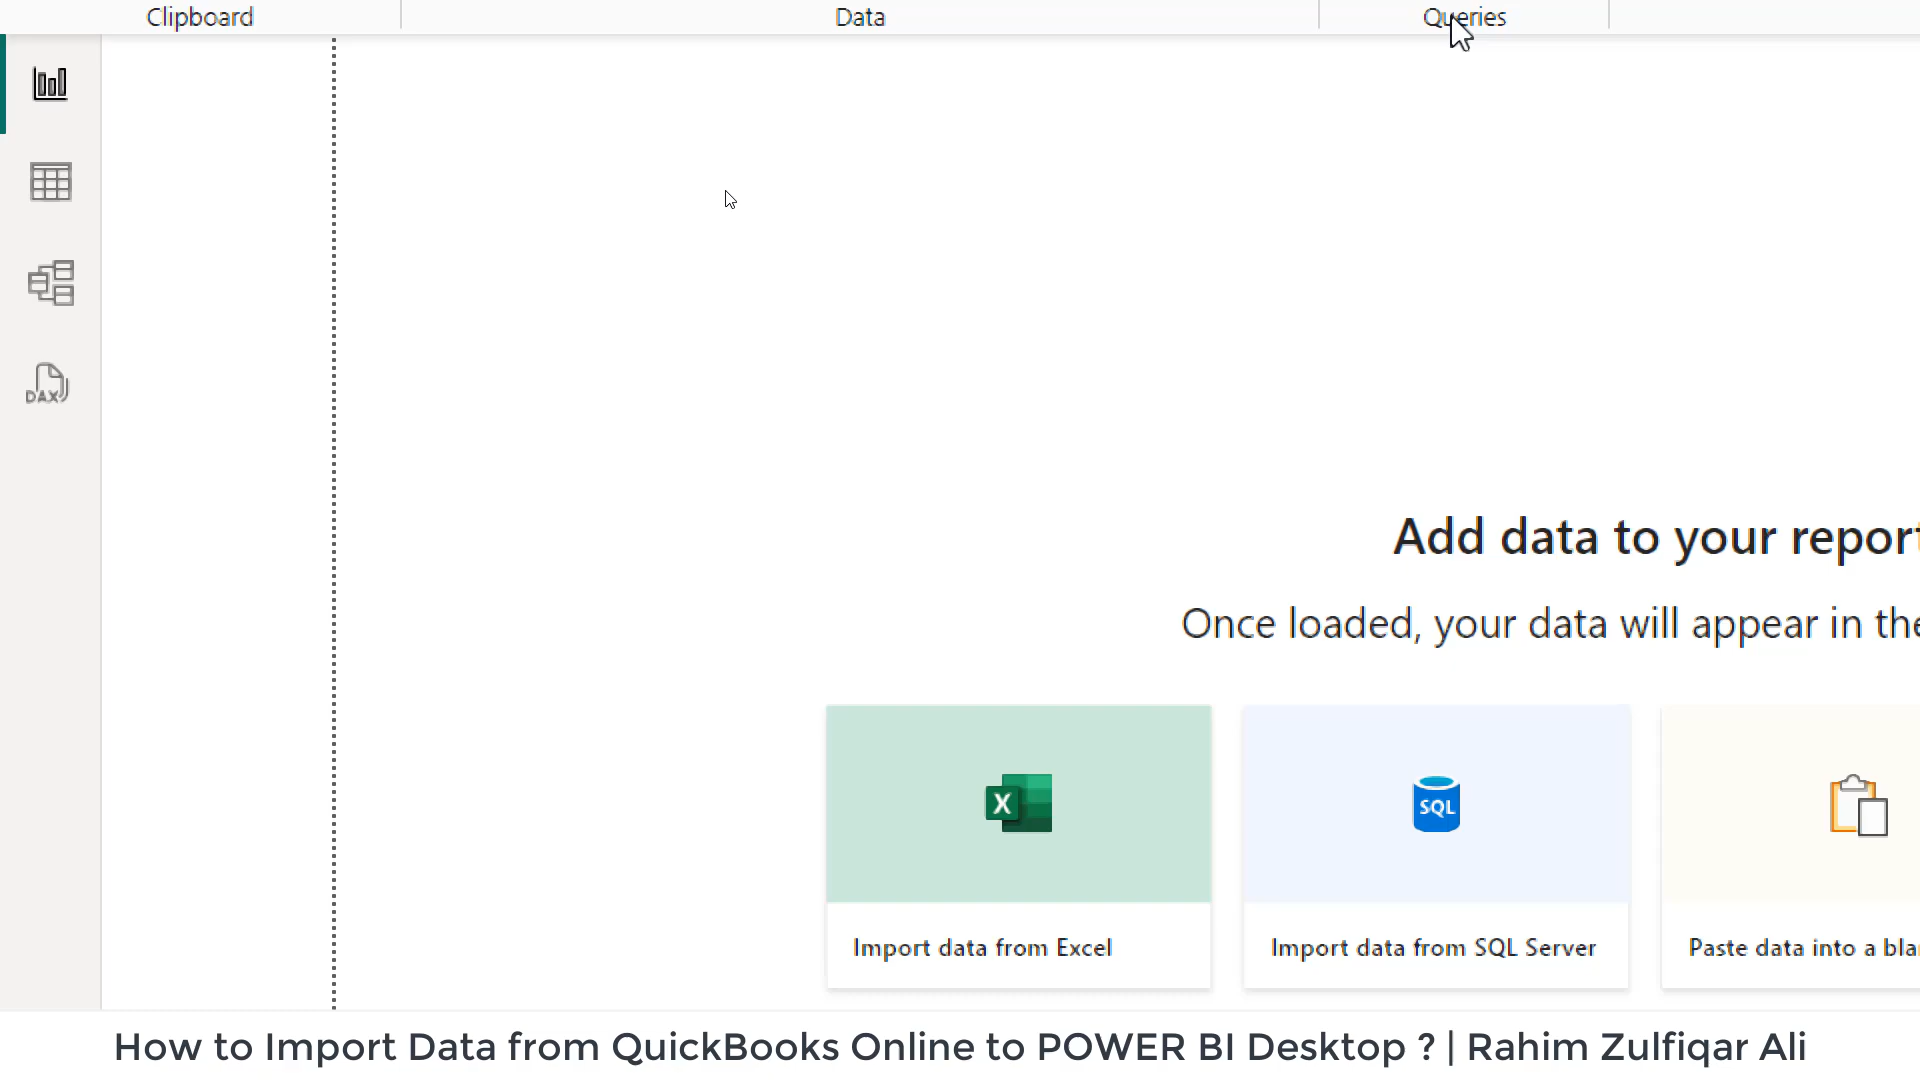 Clipboard
Data
Queries
DAX
Add data to your report
Once loaded, your data will appear in the
X
SQL
Import data from Excel
Import data from SQL Server
Paste data into a bla
How to Import Data from QuickBooks Online to POWER BI Desktop ? | Rahim Zulfiqar Ali